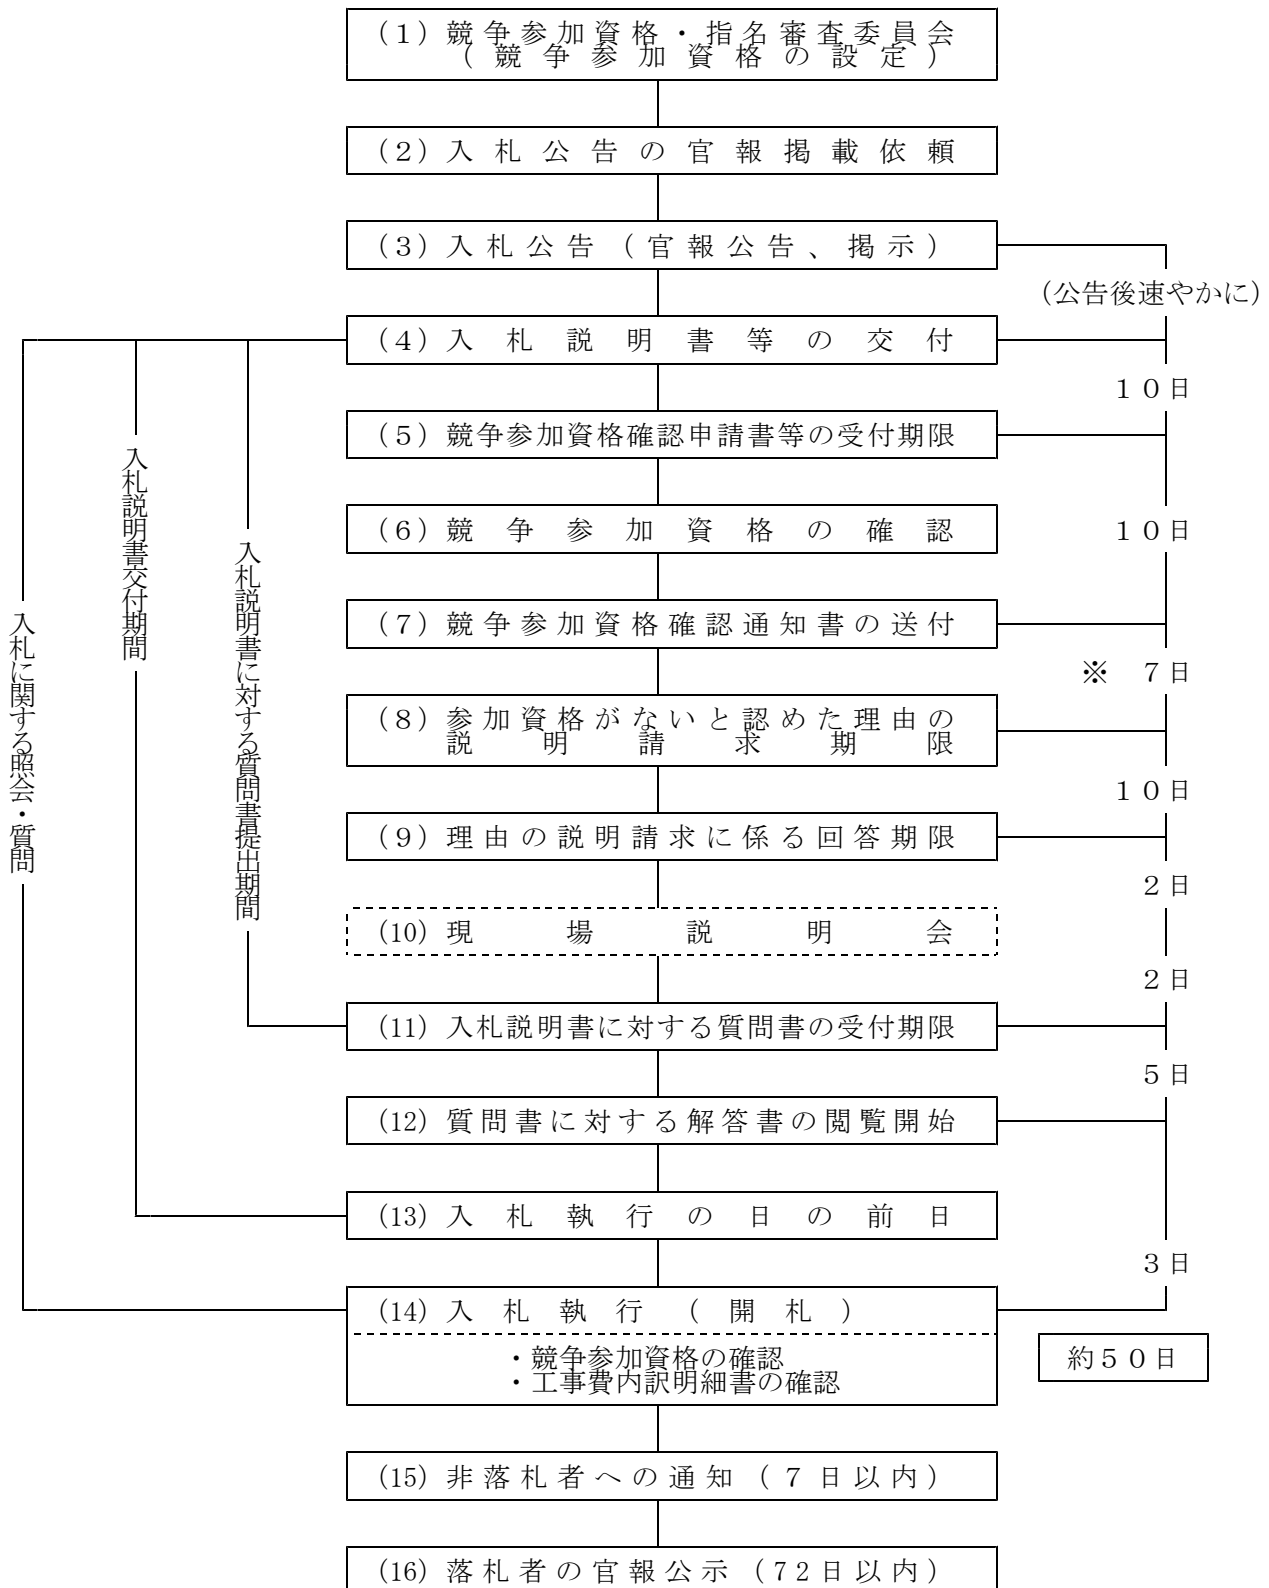 (1)競争参加資格・指名審査委員会
(競争参加資格の設定)
(2)入札公告の官報掲載依頼
(3)入札公告(官報公告、掲示)
(公告後速やかに)
(4)入札説明書等の交付
10日
(5)競争参加資格確認申請書等の受付期限
(6)競争参加資格の確認
10日
(7)競争参加資格確認通知書の送付
※ 7日
(8)参加資格がないと認めた理由の
説明請求期限
10日
(9)理由の説明請求に係る回答期限
2日
(10)現場説明会
2日
(11)入札説明書に対する質問書の受付期限
5日
(12)質問書に対する解答書の閲覧開始
(13)入札執行の日の前日
3日
(14)入札執行(開札)
・競争参加資格の確認
・工事費内訳明細書の確認
約50日
(15)非落札者への通知(7日以内)
(16)落札者の官報公示(72日以内)
入札説明書に対する質問書提出期間
入札説明書交付期間
入札に関する照会・質問